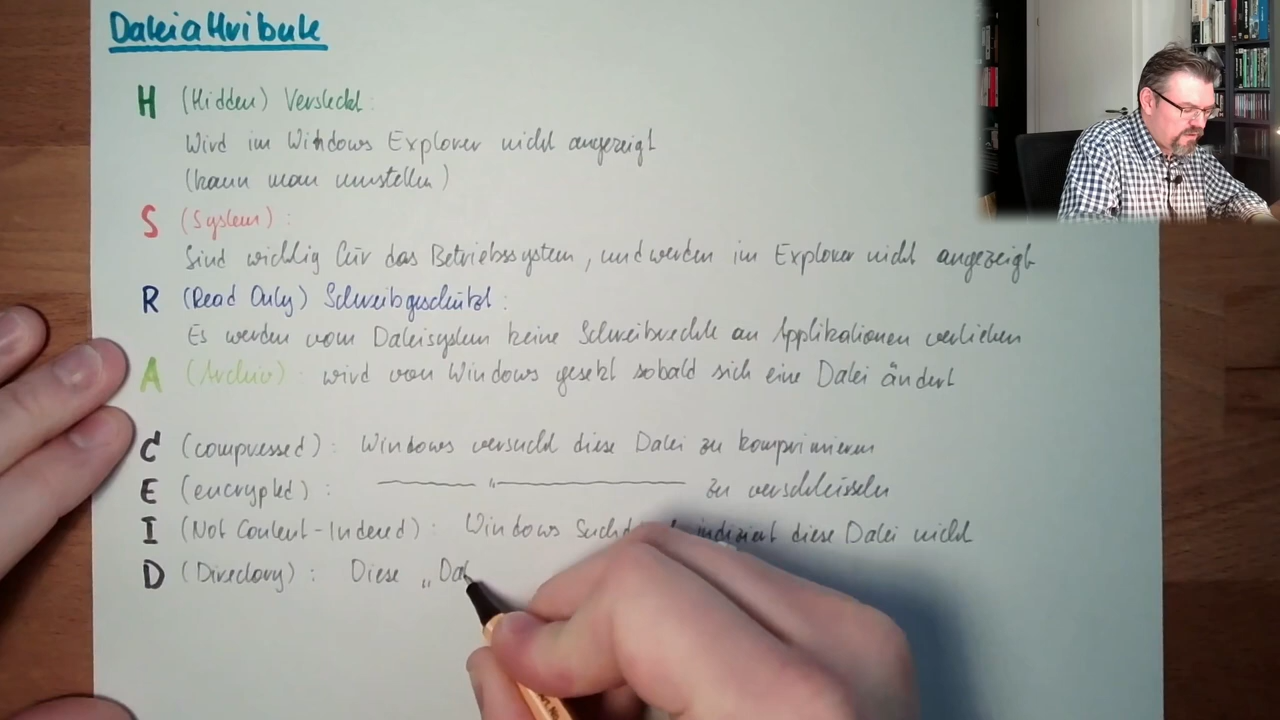 Dateiattribute
H (Hidden) Versteckt:
Wird im Windows Explorer nicht angezeigt
(kann man umstellen)
S (System):
Sind wichtig für das Betriebssystem, und werden im Explorer nicht angezeigt
R (Read Only) Schreibgeschützt:
Es werden vom Dateisystem keine Schreibrechte an Applikationen verliehen
A (Archiv): wird von Windows gesetzt sobald sich eine Datei ändert
C (compressed): Windows versucht diese Datei zu komprimieren
E (encrypted): —— " —— zu verschlüsseln
I (Not Content-Indexed): Windows indiziert diese Datei nicht
D (Directory): Diese „Dat